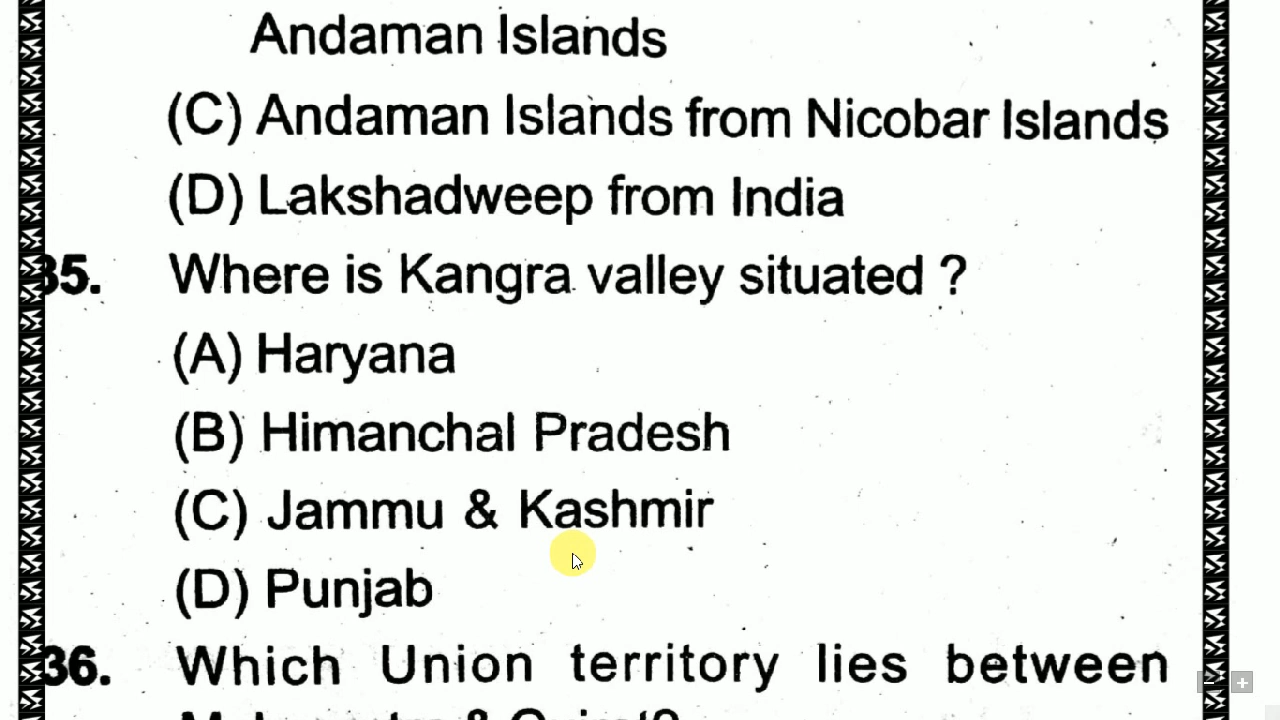 Andaman Islands
(C) Andaman Islands from Nicobar Islands
(D) Lakshadweep from India
35. Where is Kangra valley situated ?
(A) Haryana
(B) Himanchal Pradesh
(C) Jammu & Kashmir
(D) Punjab
36. Which Union territory lies between